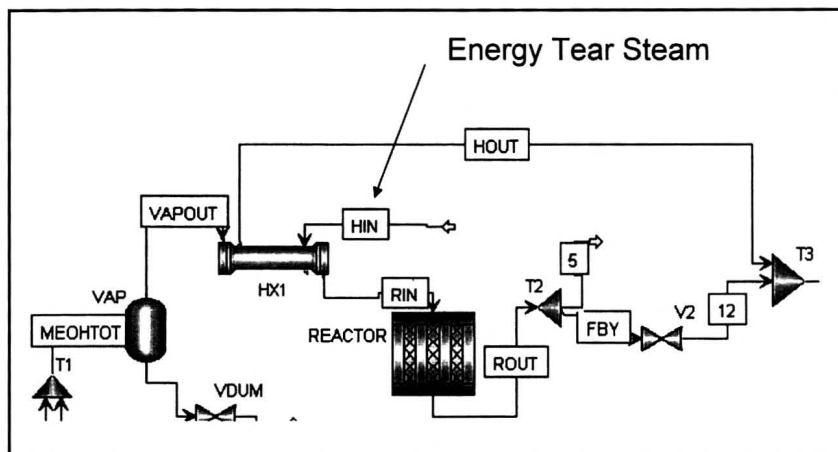 Energy Tear Steam
HOUT
VAPOUT
HIN
5
T3
HX1
T2
VAP
RIN
12
V2
MEOHTOT
REACTOR
FBY
T1
ROUT
VDUM